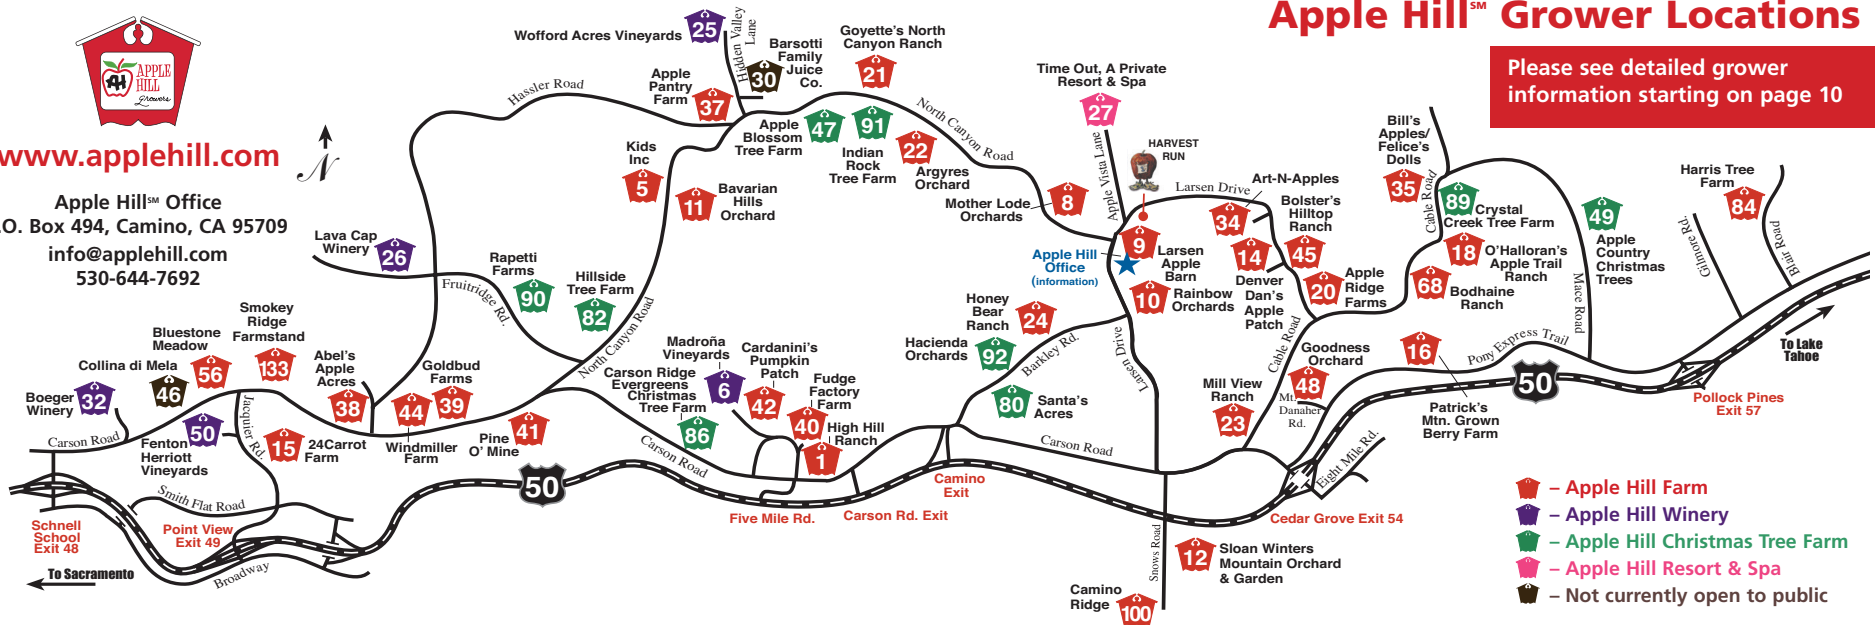 Apple Hill℠ Grower Locations
Please see detailed grower
information starting on page 10
AH
APPLE
HILL
Growers
www.applehill.com
Apple Hill℠ Office
.O. Box 494, Camino, CA 95709
info@applehill.com
530-644-7692
N
Wofford Acres Vineyards
25
Hidden Valley
Lane
Barsotti
Family
Juice
Co.
30
Goyette's North
Canyon Ranch
21
Apple
Pantry
Farm
37
Hassler Road
Apple
Blossom
Tree Farm
47
91
Indian
Rock
Tree Farm
22
Argyres
Orchard
North Canyon Road
Time Out, A Private
Resort & Spa
27
Apple Vista Lane
HARVEST
RUN
Kids
Inc
5
11
Bavarian
Hills
Orchard
Mother Lode
Orchards
8
Larsen Drive
Art-N-Apples
34
Bolster's
Hilltop
Ranch
45
Bill's
Apples/
Felice's
Dolls
35
Cable Road
89
Crystal
Creek Tree Farm
49
Apple
Country
Christmas
Trees
Harris Tree
Farm
84
Gilmore Rd.
Blair Road
Lava Cap
Winery
26
Fruitridge Rd.
Rapetti
Farms
90
Hillside
Tree Farm
82
North Canyon Road
Apple Hill
Office
(information)
9
Larsen
Apple
Barn
10
Rainbow
Orchards
14
Denver
Dan's
Apple
Patch
20
Apple
Ridge
Farms
18
O'Halloran's
Apple Trail
Ranch
68
Bodhaine
Ranch
Mace Road
Honey
Bear
Ranch
24
Hacienda
Orchards
92
Barkley Rd.
Larsen Drive
80
Santa's
Acres
Cable Road
Goodness
Orchard
48
Mt.
Danaher
Rd.
Mill View
Ranch
23
16
Patrick's
Mtn. Grown
Berry Farm
Pony Express Trail
50
To Lake
Tahoe
Pollock Pines
Exit 57
Smokey
Ridge
Farmstand
133
Bluestone
Meadow
56
Collina di Mela
46
Boeger
Winery
32
Carson Road
Fenton
Herriott
Vineyards
50
Jacquier Rd.
15
24Carrot
Farm
Abel's
Apple
Acres
38
44
Windmiller
Farm
Goldbud
Farms
39
Pine
O' Mine
41
Madroña
Vineyards
6
Cardanini's
Pumpkin
Patch
42
Carson Ridge
Evergreens
Christmas
Tree Farm
86
Fudge
Factory
Farm
40
High Hill
Ranch
1
Carson Road
Carson Road
50
Smith Flat Road
Schnell
School
Exit 48
Point View
Exit 49
Broadway
To Sacramento
Five Mile Rd.
Carson Rd. Exit
Camino
Exit
Cedar Grove Exit 54
Eight Mile Rd.
Snows Road
12
Sloan Winters
Mountain Orchard
& Garden
Camino
Ridge
100
– Apple Hill Farm
– Apple Hill Winery
– Apple Hill Christmas Tree Farm
– Apple Hill Resort & Spa
– Not currently open to public